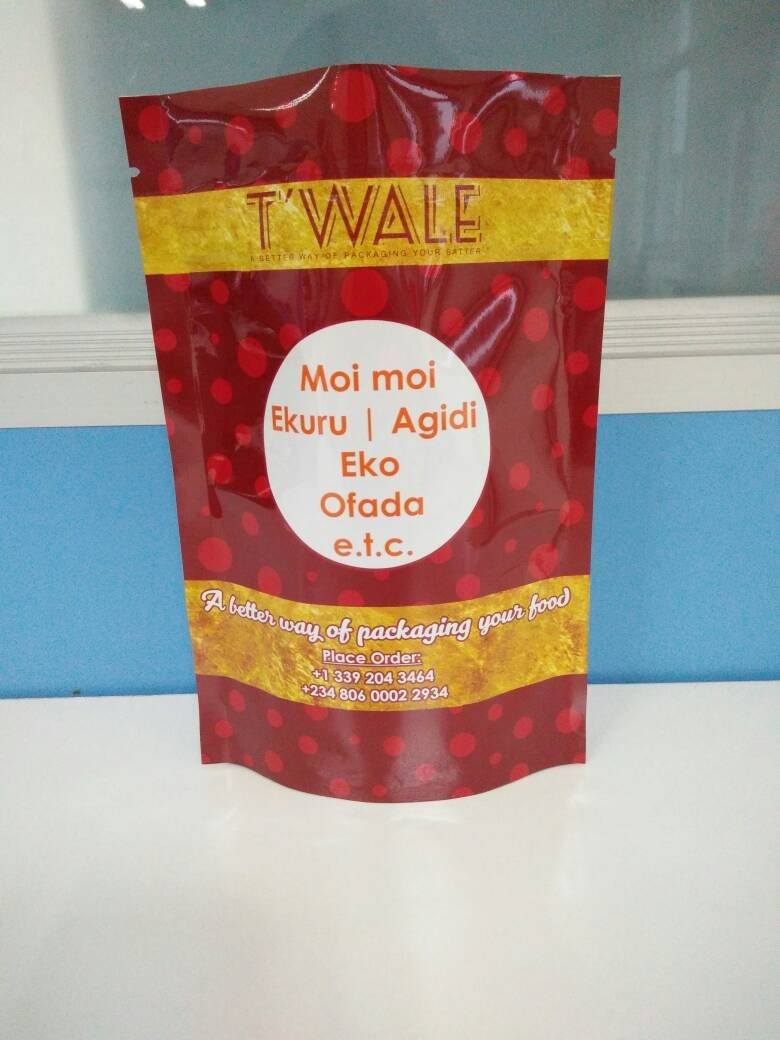 T'WALE
A BETTER WAY OF PACKAGING YOUR BATTER
Moi moi
Ekuru | Agidi
Eko
Ofada
e.t.c.
A better way of packaging your food
Place Order:
+1 339 204 3464
+234 806 0002 2934